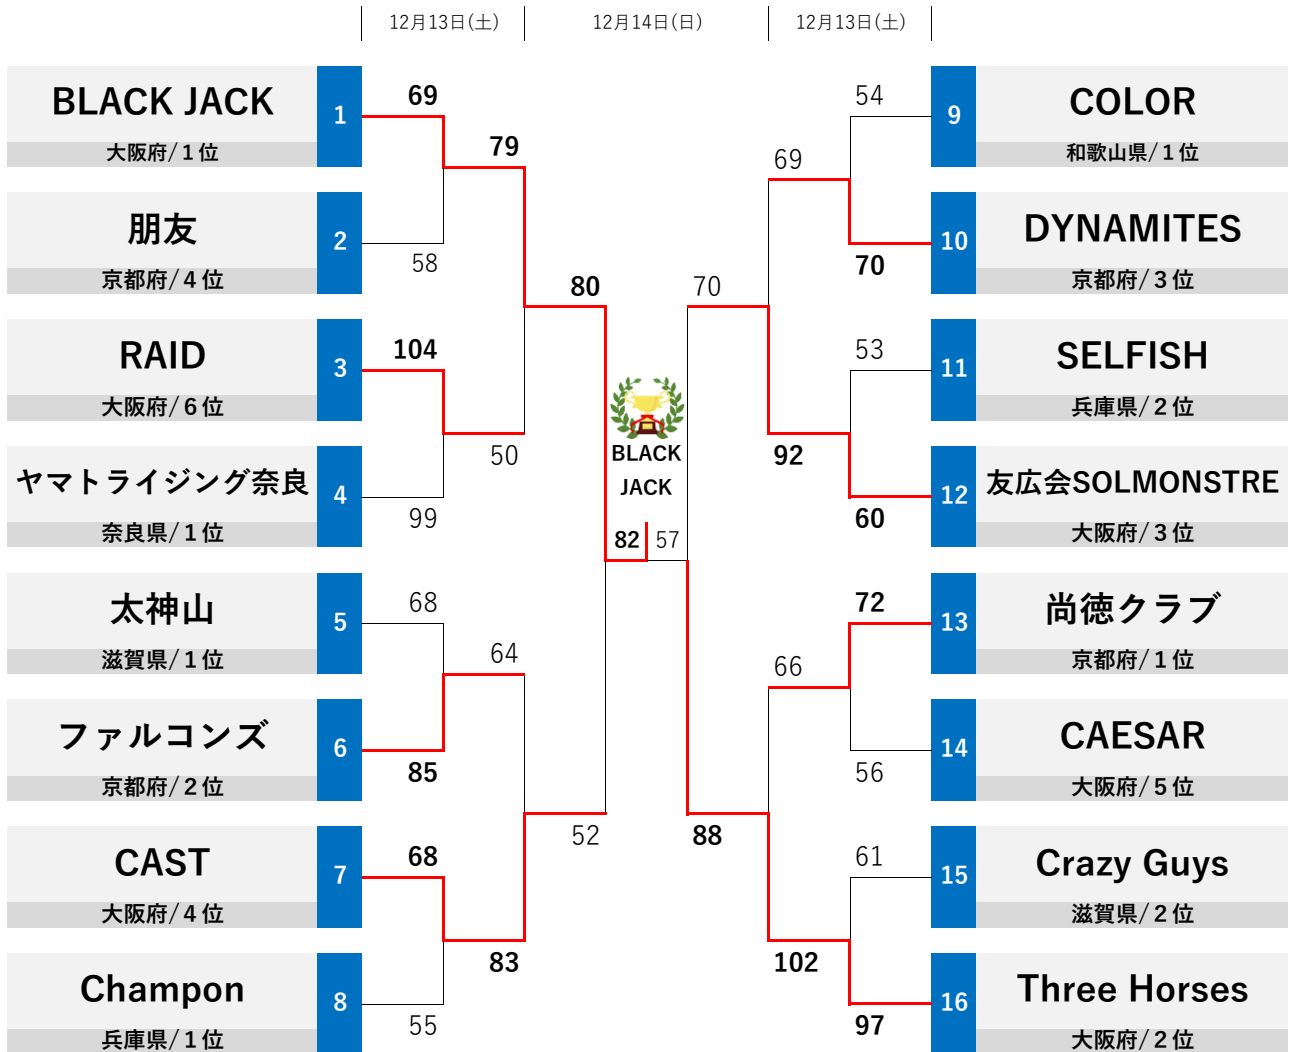 12月13日(土)
12月14日(日)
12月13日(土)
BLACK JACK
大阪府/1位
1
69
79
朋友
京都府/4位
2
58
RAID
大阪府/6位
3
104
50
ヤマトライジング奈良
奈良県/1位
4
99
80
太神山
滋賀県/1位
5
68
64
ファルコンズ
京都府/2位
6
85
CAST
大阪府/4位
7
68
83
Champon
兵庫県/1位
8
55
52
BLACK
JACK
82
57
70
88
54
9
COLOR
和歌山県/1位
69
70
10
DYNAMITES
京都府/3位
53
11
SELFISH
兵庫県/2位
92
60
12
友広会SOLMONSTRE
大阪府/3位
72
13
尚徳クラブ
京都府/1位
66
56
14
CAESAR
大阪府/5位
61
15
Crazy Guys
滋賀県/2位
102
97
16
Three Horses
大阪府/2位